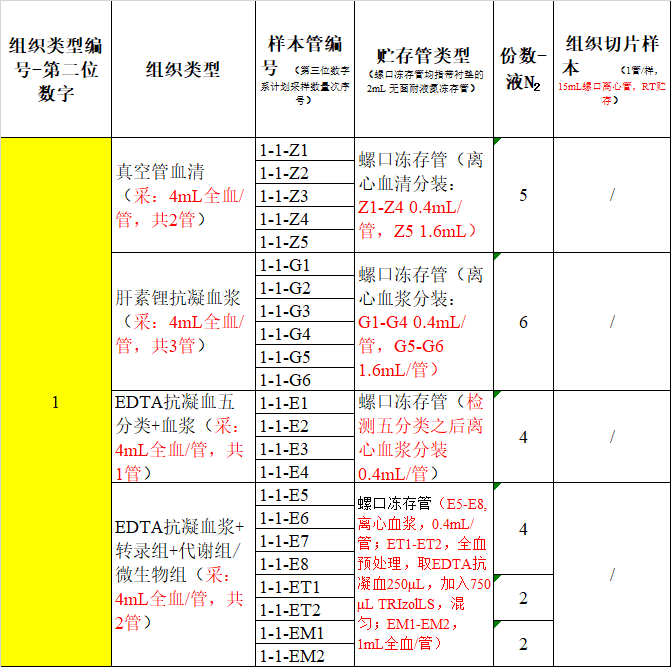 组织类型编
号-第二位
数字
组织类型
样本管编
号 （第三位数字
系计划采样数量次序
号）
贮存管类型
（螺口冻存管均指带衬垫的
2mL 无菌耐液氮冻存管）
份数-
液N₂
组织切片样
本 （1管/样，
15mL螺口离心管，RT贮
存）
1
真空管血清
（采：4mL全血/
管，共2管）
1-1-Z1
1-1-Z2
1-1-Z3
1-1-Z4
1-1-Z5
螺口冻存管（离
心血清分装：
Z1-Z4 0.4mL/
管，Z5 1.6mL）
5
/
肝素锂抗凝血浆
（采：4mL全血/
管，共3管）
1-1-G1
1-1-G2
1-1-G3
1-1-G4
1-1-G5
1-1-G6
螺口冻存管（离
心血浆分装：
G1-G4 0.4mL/
管，G5-G6
1.6mL/管）
6
/
EDTA抗凝血五
分类+血浆（采：
4mL全血/管，共
1管）
1-1-E1
1-1-E2
1-1-E3
1-1-E4
螺口冻存管（检
测五分类之后离
心血浆分装
0.4mL/管）
4
/
EDTA抗凝血浆+
转录组+代谢组/
微生物组（采：
4mL全血/管，共
2管）
1-1-E5
1-1-E6
1-1-E7
1-1-E8
1-1-ET1
1-1-ET2
1-1-EM1
1-1-EM2
螺口冻存管（E5-E8,
离心血浆，0.4mL/
管；ET1-ET2，全血
预处理，取EDTA抗
凝血250μL，加入750
μL TRIzolLS，混
匀；EM1-EM2，
1mL全血/管）
4
2
2
/